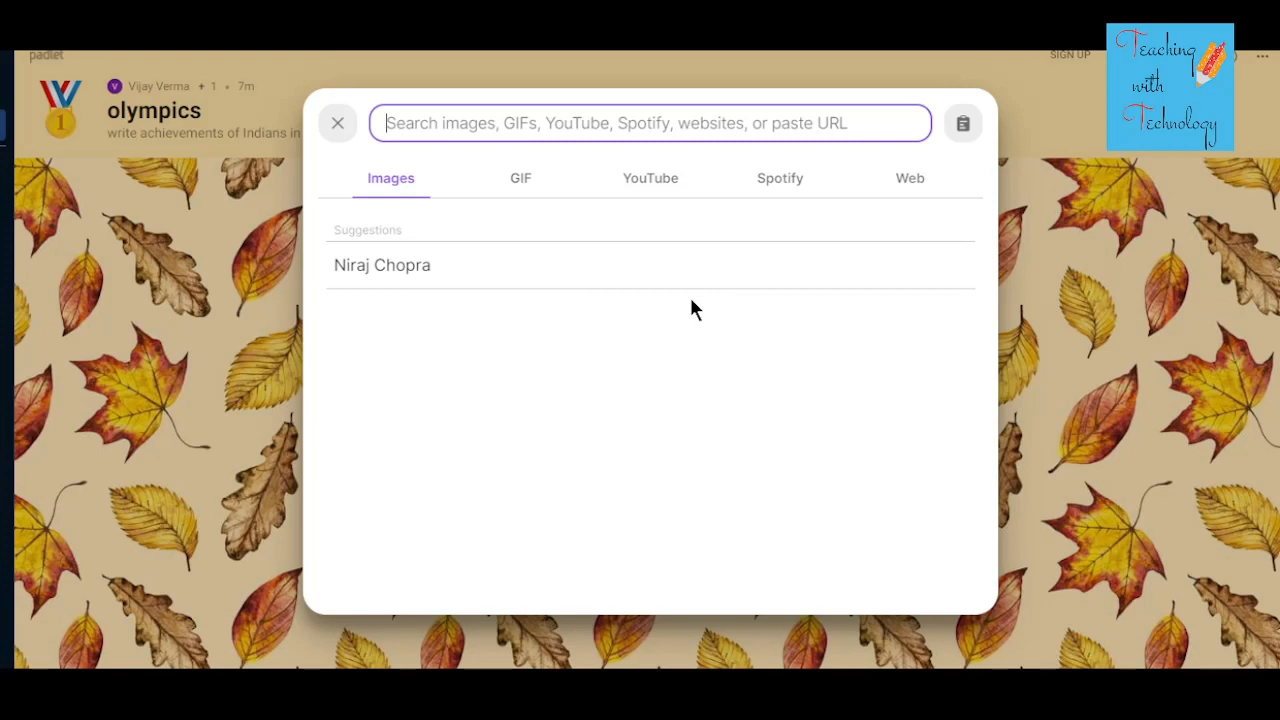 padlet
SIGN UP
Teaching
with
Technology
V Vijay Verma + 1 • 7m
olympics
write achievements of Indians in
1
Search images, GIFs, YouTube, Spotify, websites, or paste URL
Images GIF YouTube Spotify Web
Suggestions
Niraj Chopra